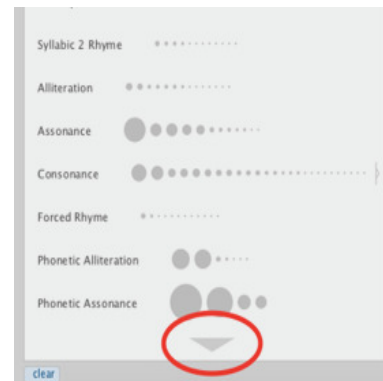 Syllabic 2 Rhyme
Alliteration
Assonance
Consonance
Forced Rhyme
Phonetic Alliteration
Phonetic Assonance
clear